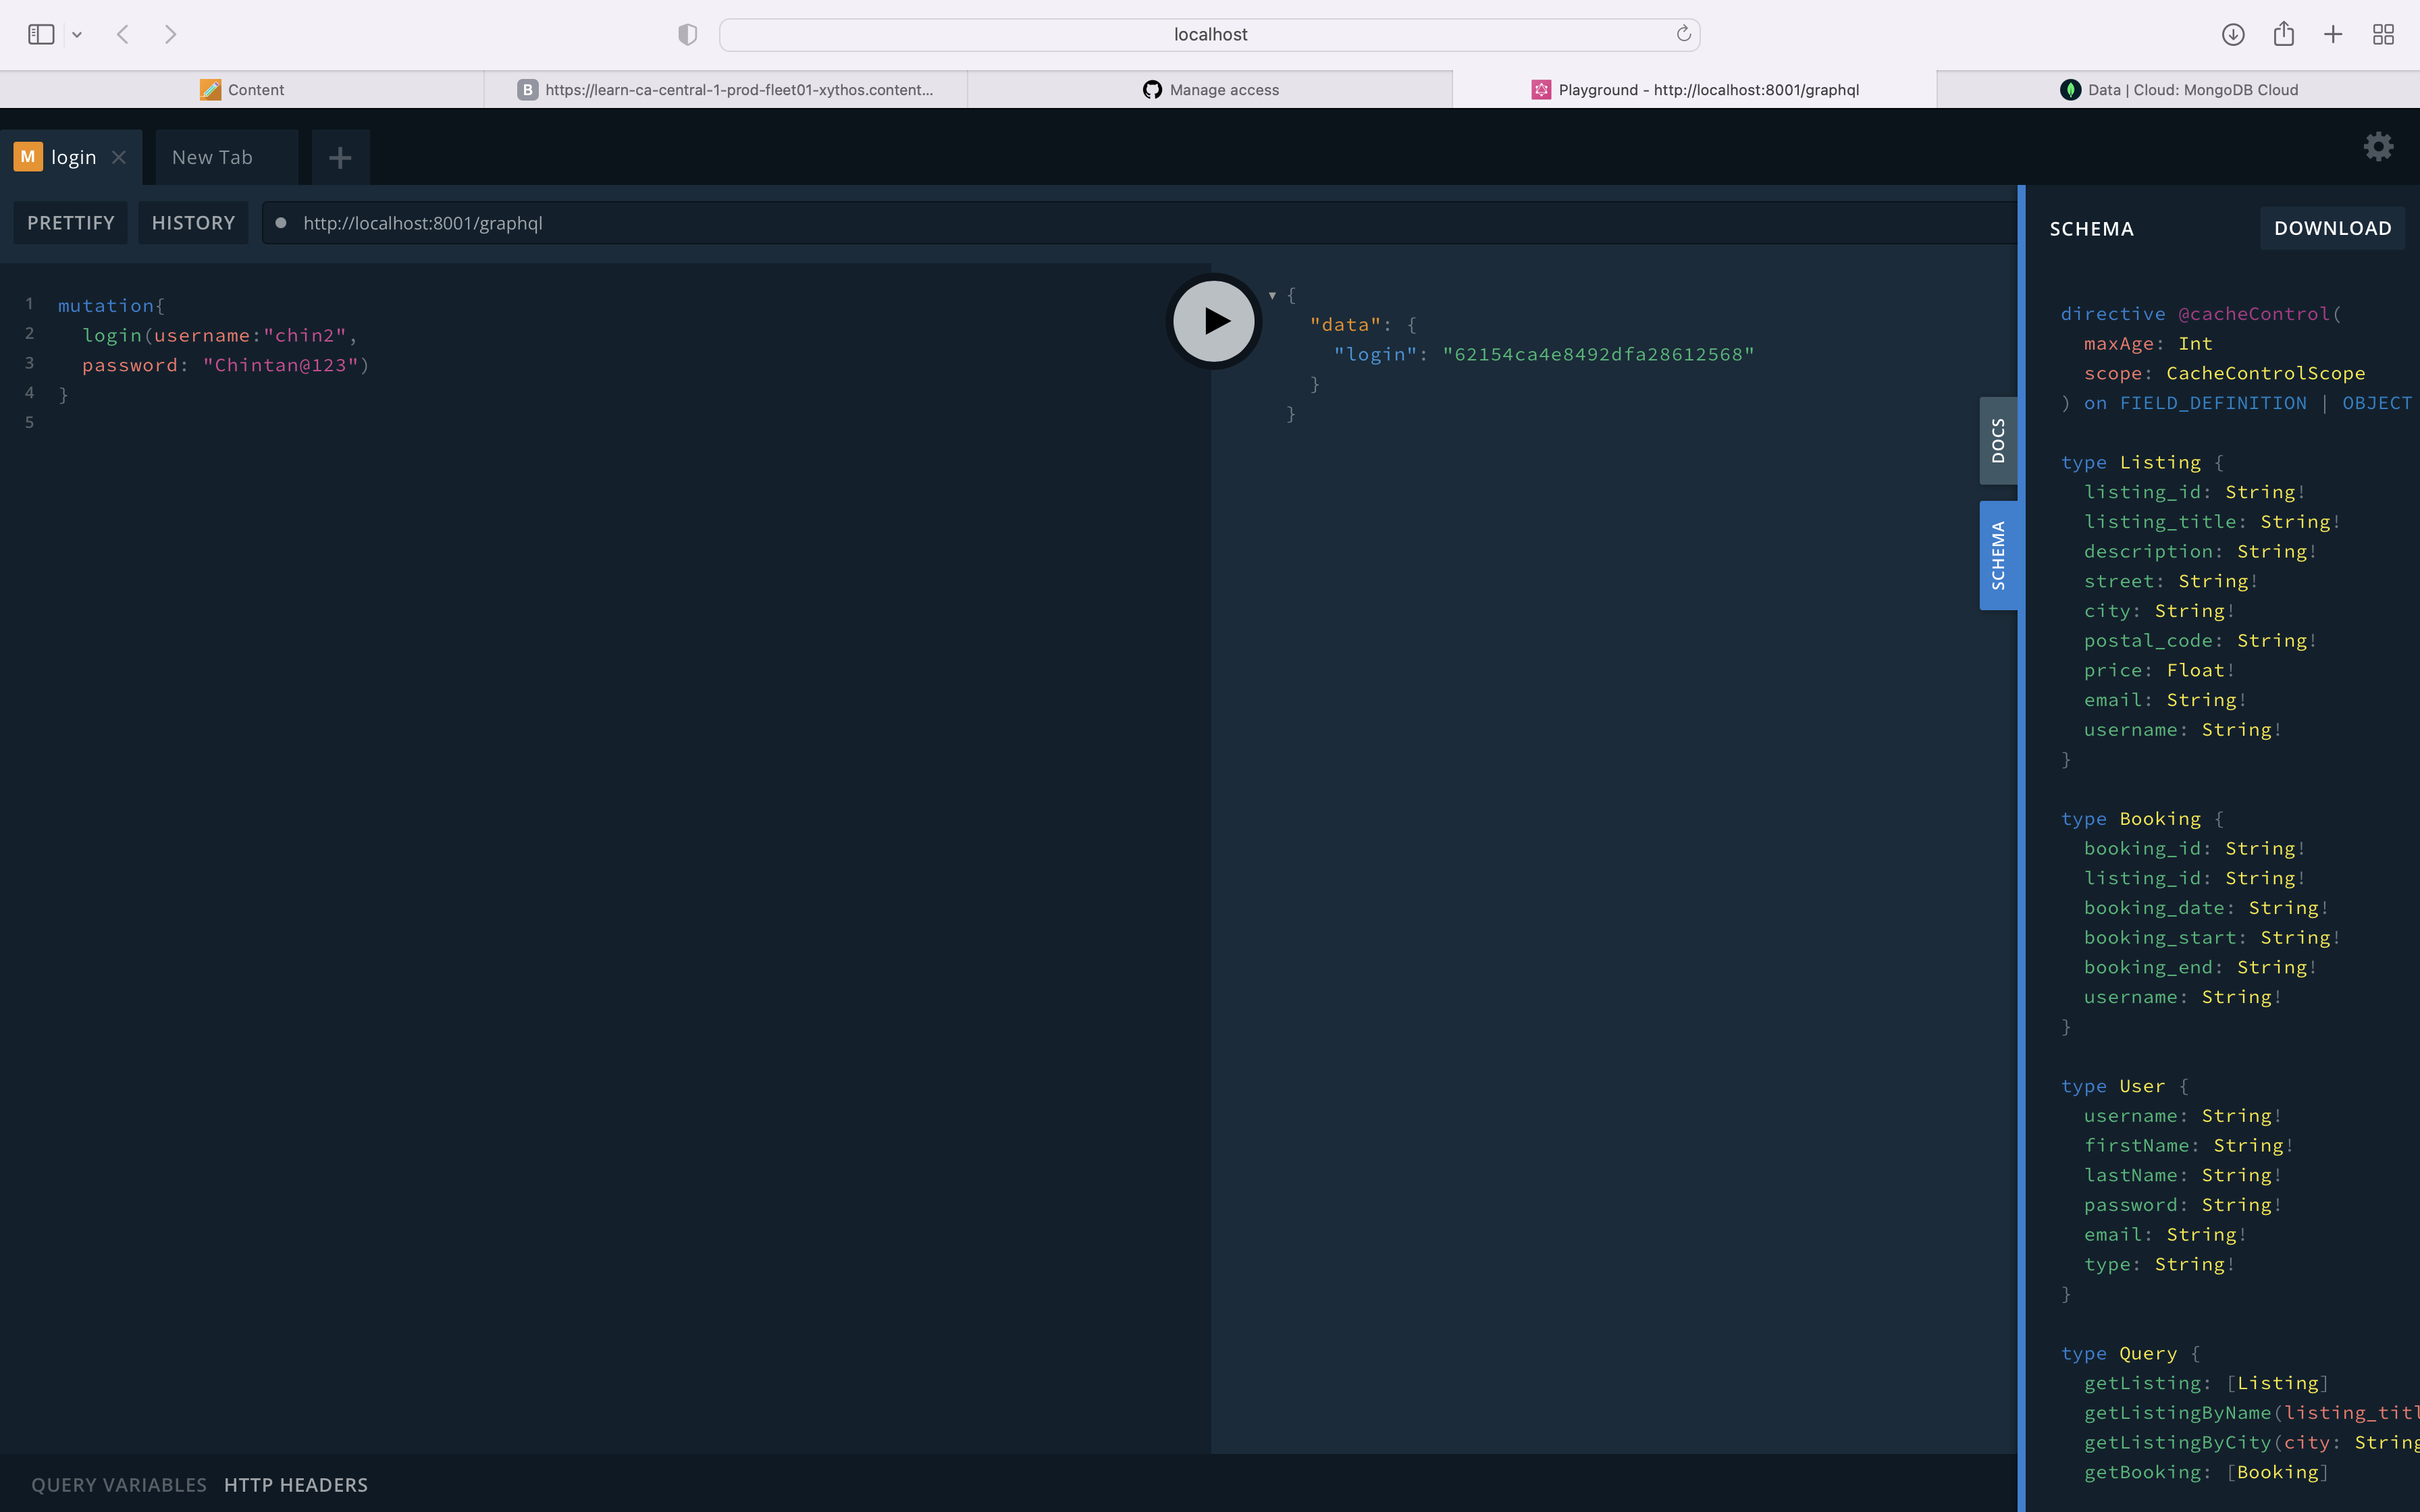 localhost
Content
B
https://learn-ca-central-1-prod-fleet01-xythos.content...
Manage access
Playground - http://localhost:8001/graphql
Data | Cloud: MongoDB Cloud
M login
New Tab
PRETTIFY
HISTORY
http://localhost:8001/graphql
1 mutation{
2 login(username:"chin2",
3 password: "Chintan@123")
4 }
5
{
"data": {
"login": "62154ca4e8492dfa28612568"
}
}
DOCS
SCHEMA
SCHEMA
DOWNLOAD
directive @cacheControl(
maxAge: Int
scope: CacheControlScope
) on FIELD_DEFINITION | OBJECT
type Listing {
listing_id: String!
listing_title: String!
description: String!
street: String!
city: String!
postal_code: String!
price: Float!
email: String!
username: String!
}
type Booking {
booking_id: String!
listing_id: String!
booking_date: String!
booking_start: String!
booking_end: String!
username: String!
}
type User {
username: String!
firstName: String!
lastName: String!
password: String!
email: String!
type: String!
}
type Query {
getListing: [Listing]
getListingByName(listing_titl
getListingByCity(city: String
getBooking: [Booking]
QUERY VARIABLES
HTTP HEADERS